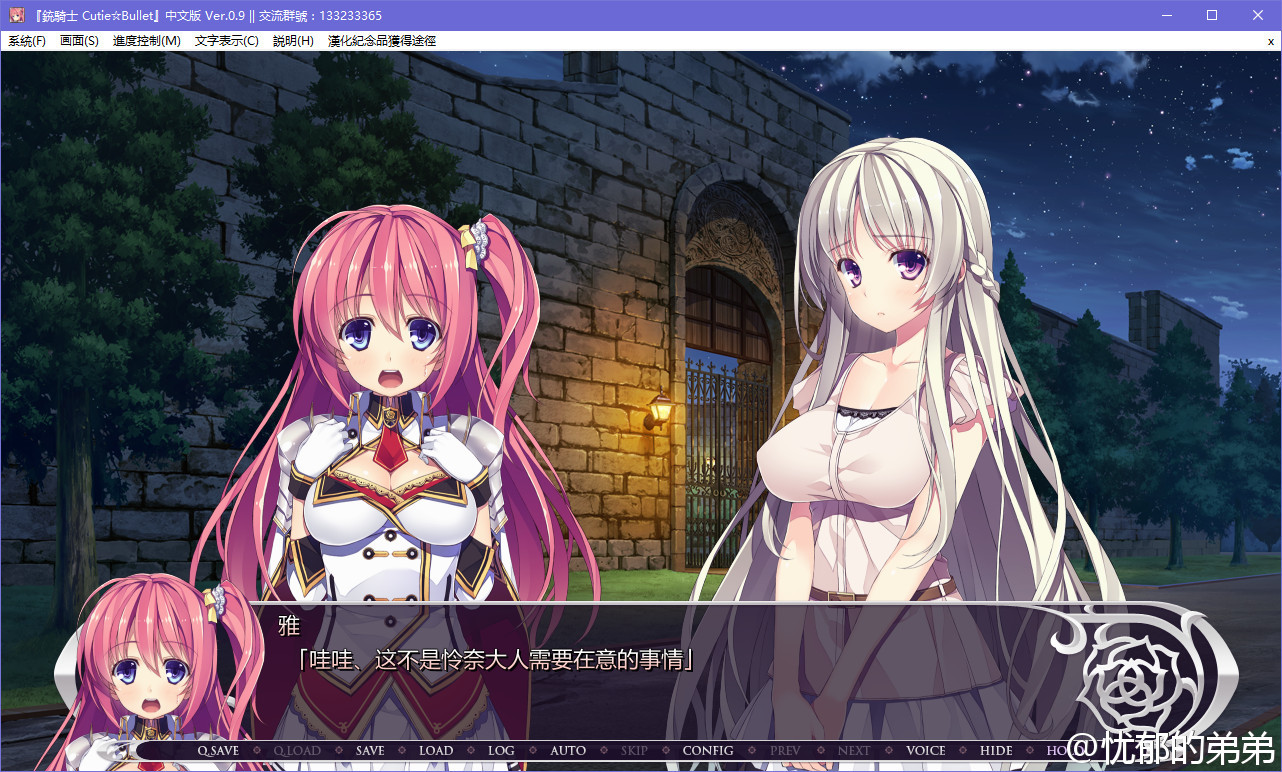 『銃騎士 Cutie☆Bullet』中文版 Ver.0.9 || 交流群號：133233365
系統(F) 画面(S) 進度控制(M) 文字表示(C) 說明(H) 漢化紀念品獲得途徑 x
雅
「哇哇、这不是怜奈大人需要在意的事情」
Q.SAVE Q.LOAD SAVE LOAD LOG AUTO SKIP CONFIG PREV NEXT VOICE HIDE HO
@忧郁的弟弟